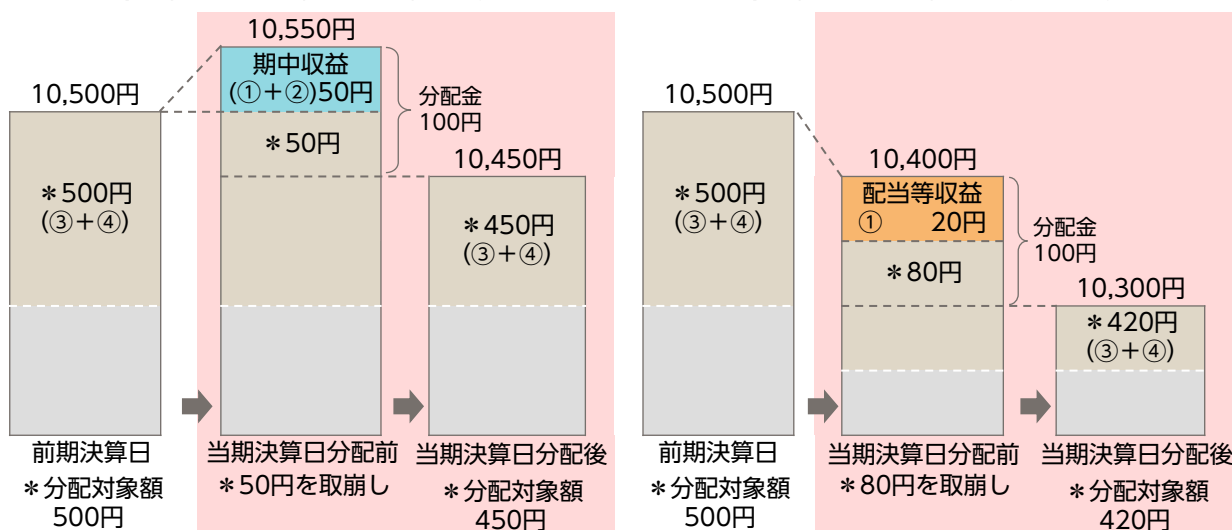 10,550円
期中収益
(①+②)50円
10,500円
分配金
100円
*50円
10,450円
*500円
(③+④)
*450円
(③+④)
前期決算日
*分配対象額
500円
当期決算日分配前
*50円を取崩し
当期決算日分配後
*分配対象額
450円
10,500円
10,400円
*500円
(③+④)
配当等収益
① 20円
分配金
100円
*80円
10,300円
*420円
(③+④)
前期決算日
*分配対象額
500円
当期決算日分配前
*80円を取崩し
当期決算日分配後
*分配対象額
420円